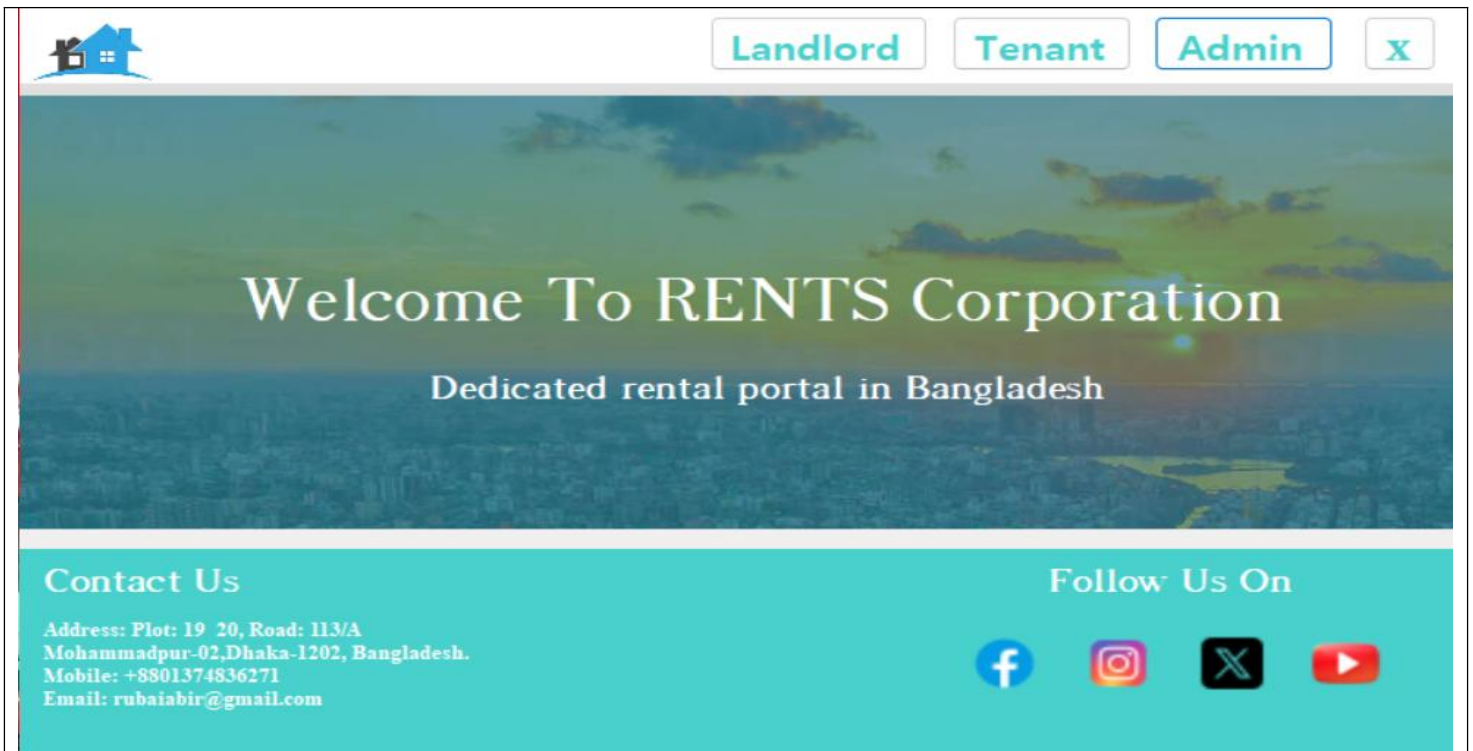 Landlord Tenant Admin x
Welcome To RENTS Corporation
Dedicated rental portal in Bangladesh
Contact Us
Address: Plot: 19 20, Road: 113/A
Mohammadpur-02,Dhaka-1202, Bangladesh.
Mobile: +8801374836271
Email: rubaiabir@gmail.com
Follow Us On